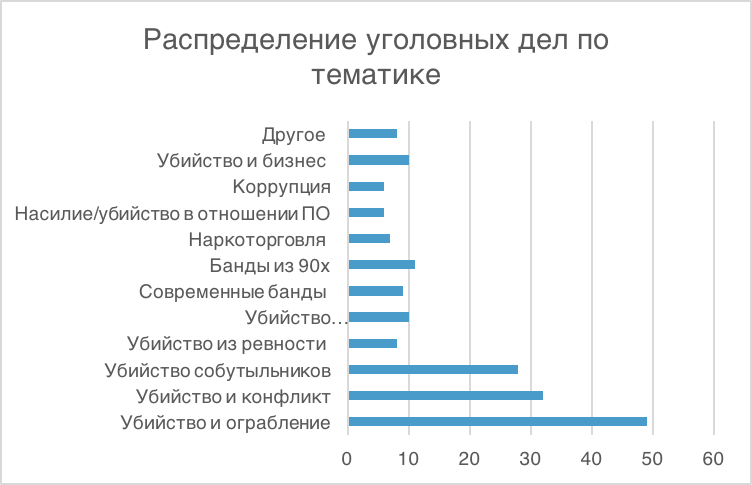 Распределение уголовных дел по
тематике
Другое
Убийство и бизнес
Коррупция
Насилие/убийство в отношении ПО
Наркоторговля
Банды из 90х
Современные банды
Убийство…
Убийство из ревности
Убийство собутыльников
Убийство и конфликт
Убийство и ограбление
0 10 20 30 40 50 60